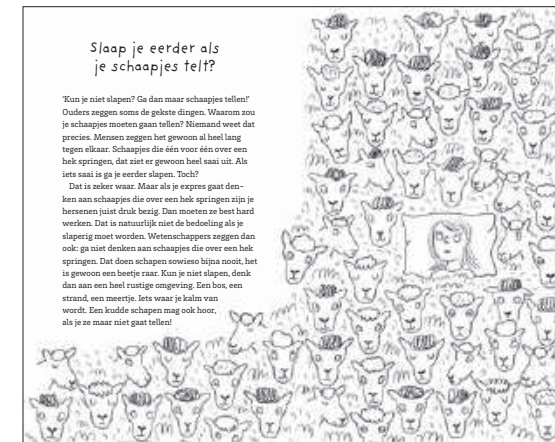 Slaap je eerder als
je schaapjes telt?
'Kun je niet slapen? Ga dan maar schaapjes tellen!'
Ouders zeggen soms de gekste dingen. Waarom zou
je schaapjes moeten gaan tellen? Niemand weet dat
precies. Mensen zeggen het gewoon al heel lang
tegen elkaar. Schaapjes die één voor één over een
hek springen, dat ziet er gewoon heel saai uit. Als
iets saai is ga je eerder slapen. Toch?
Dat is zeker waar. Maar als je expres gaat den-
ken aan schaapjes die over een hek springen zijn je
hersenen juist druk bezig. Dan moeten ze best hard
werken. Dat is natuurlijk niet de bedoeling als je
slaperig moet worden. Wetenschappers zeggen dan
ook: ga niet denken aan schaapjes die over een hek
springen. Dat doen schapen sowieso bijna nooit, het
is gewoon een beetje raar. Kun je niet slapen, denk
dan aan een heel rustige omgeving. Een bos, een
strand, een meertje. Iets waar je kalm van
wordt. Een kudde schapen mag ook hoor,
als je ze maar niet gaat tellen!